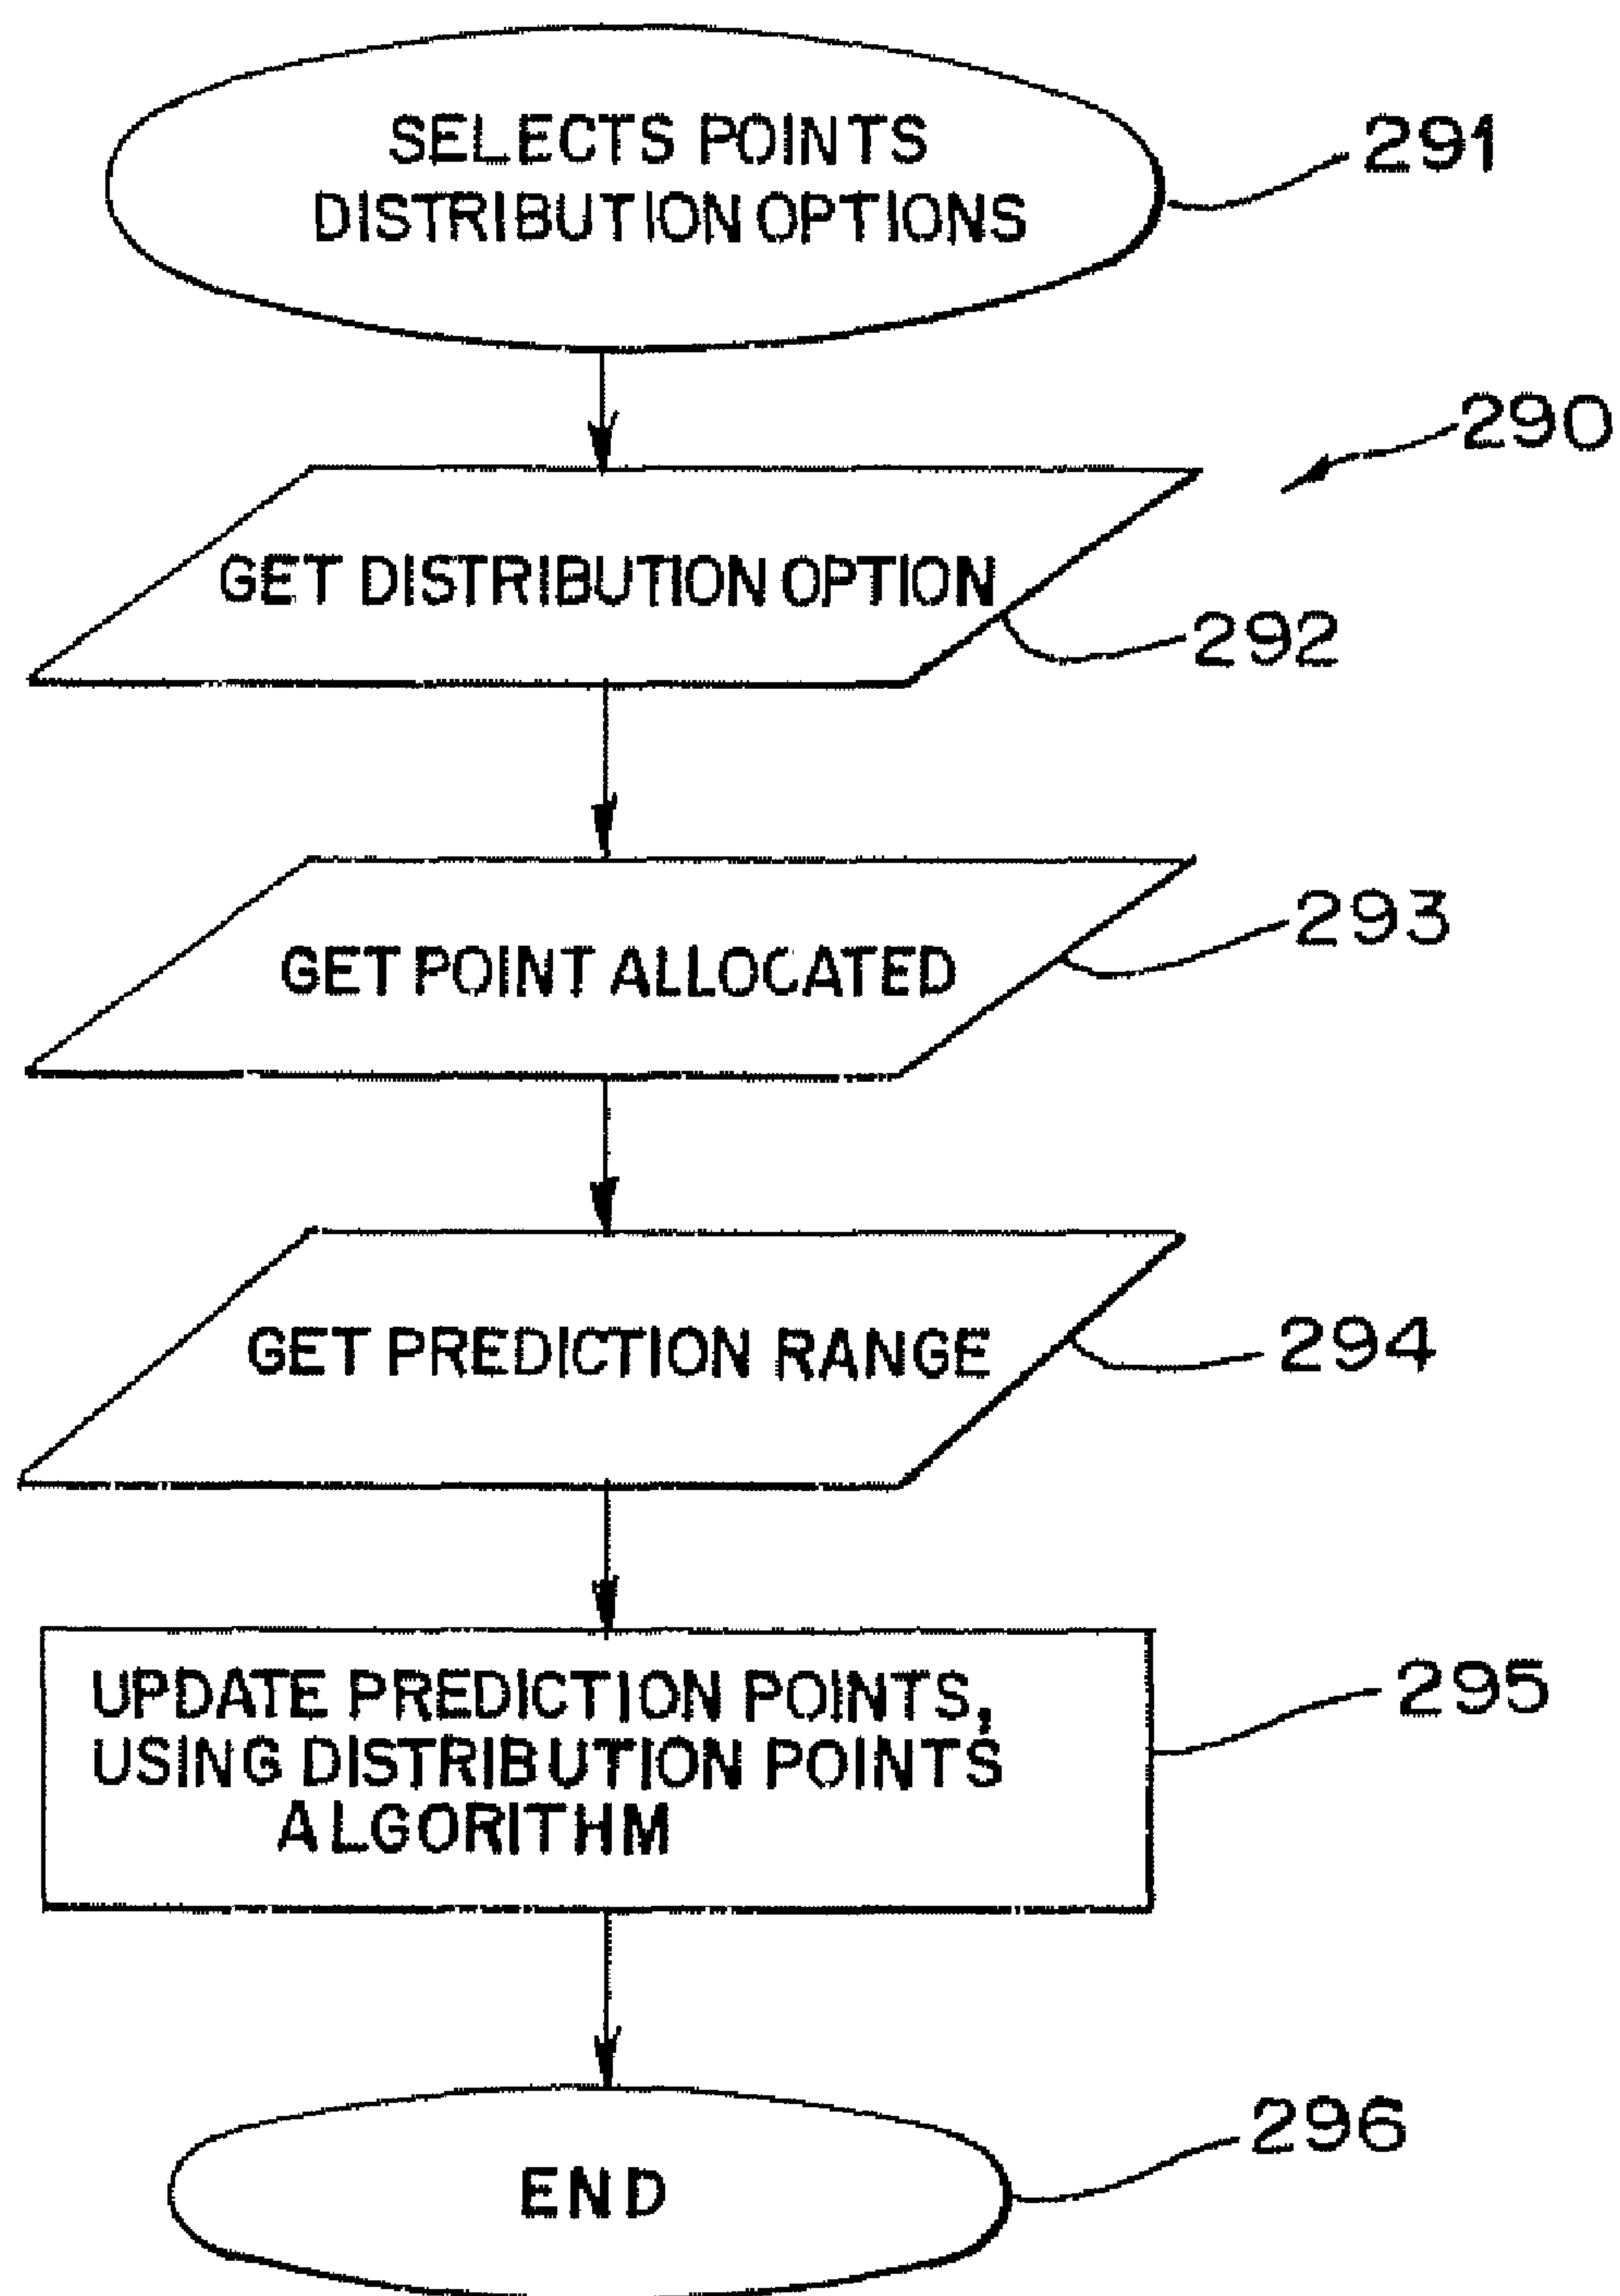 SELECTS POINTS
DISTRIBUTION OPTIONS
291
290
GET DISTRIBUTION OPTION
292
GET POINT ALLOCATED
293
GET PREDICTION RANGE
294
UPDATE PREDICTION POINTS,
USING DISTRIBUTION POINTS
ALGORITHM
295
END
296